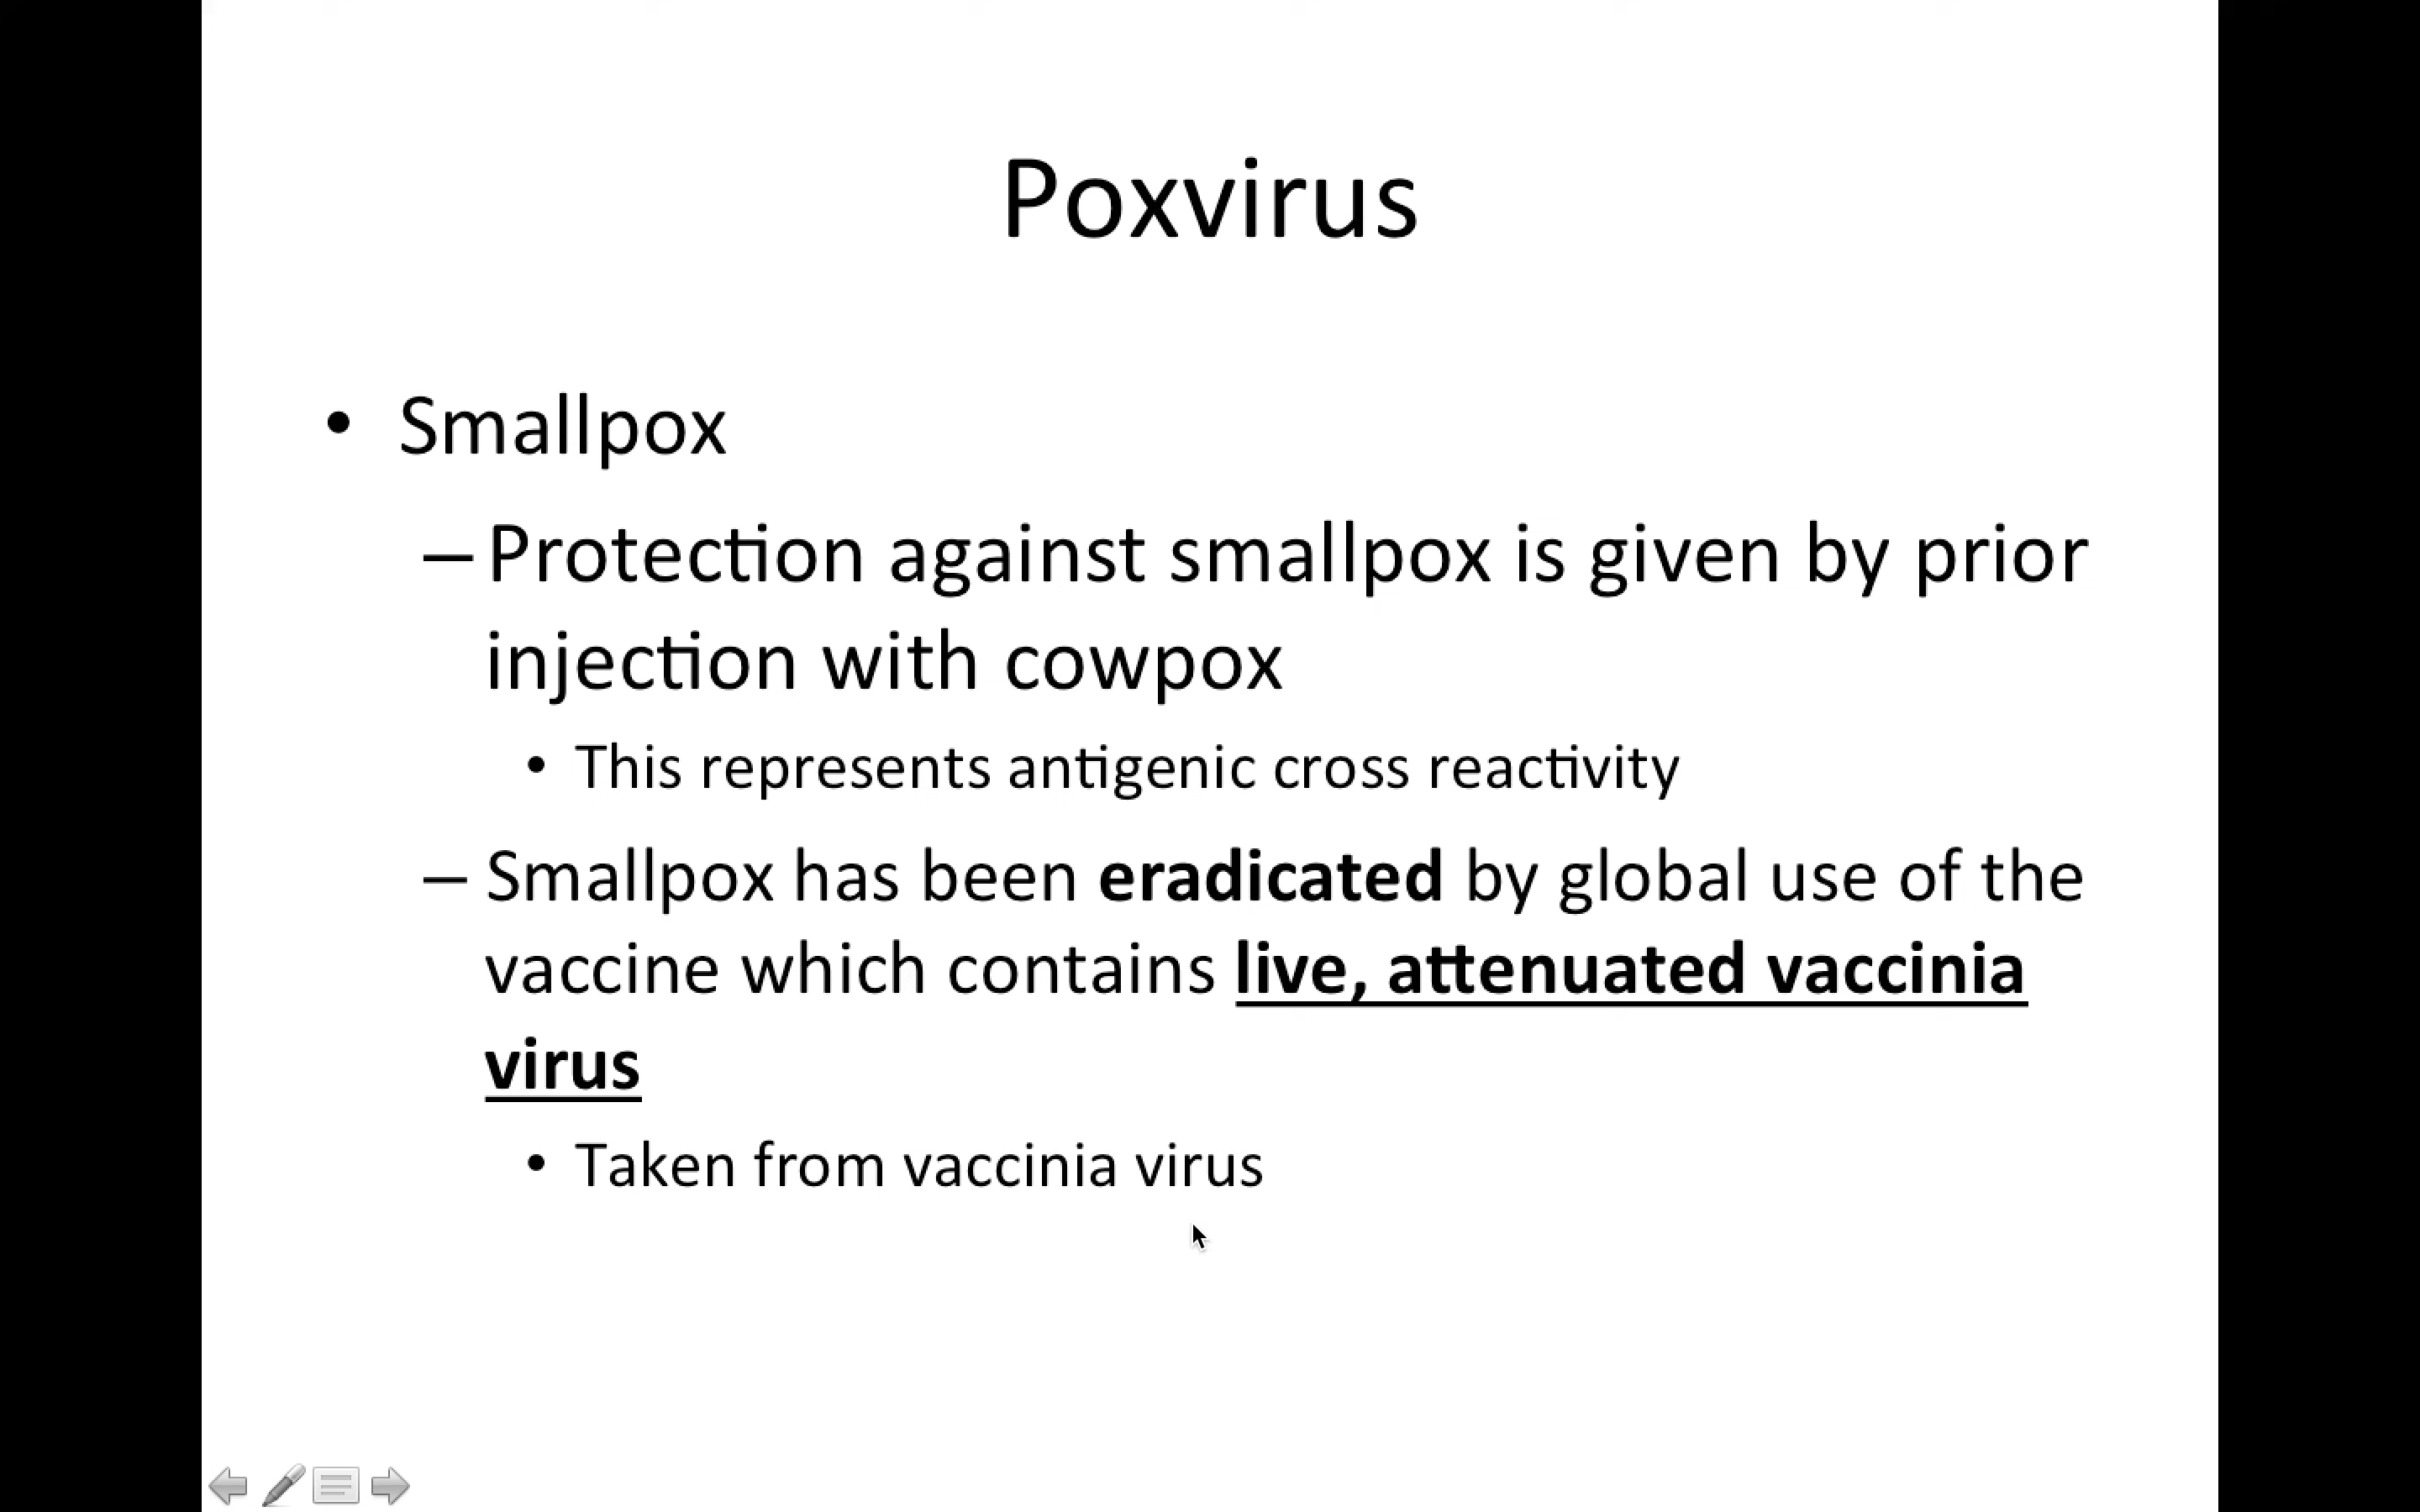 Poxvirus
• Smallpox
– Protection against smallpox is given by prior
injection with cowpox
• This represents antigenic cross reactivity
– Smallpox has been eradicated by global use of the
vaccine which contains live, attenuated vaccinia
virus
• Taken from vaccinia virus